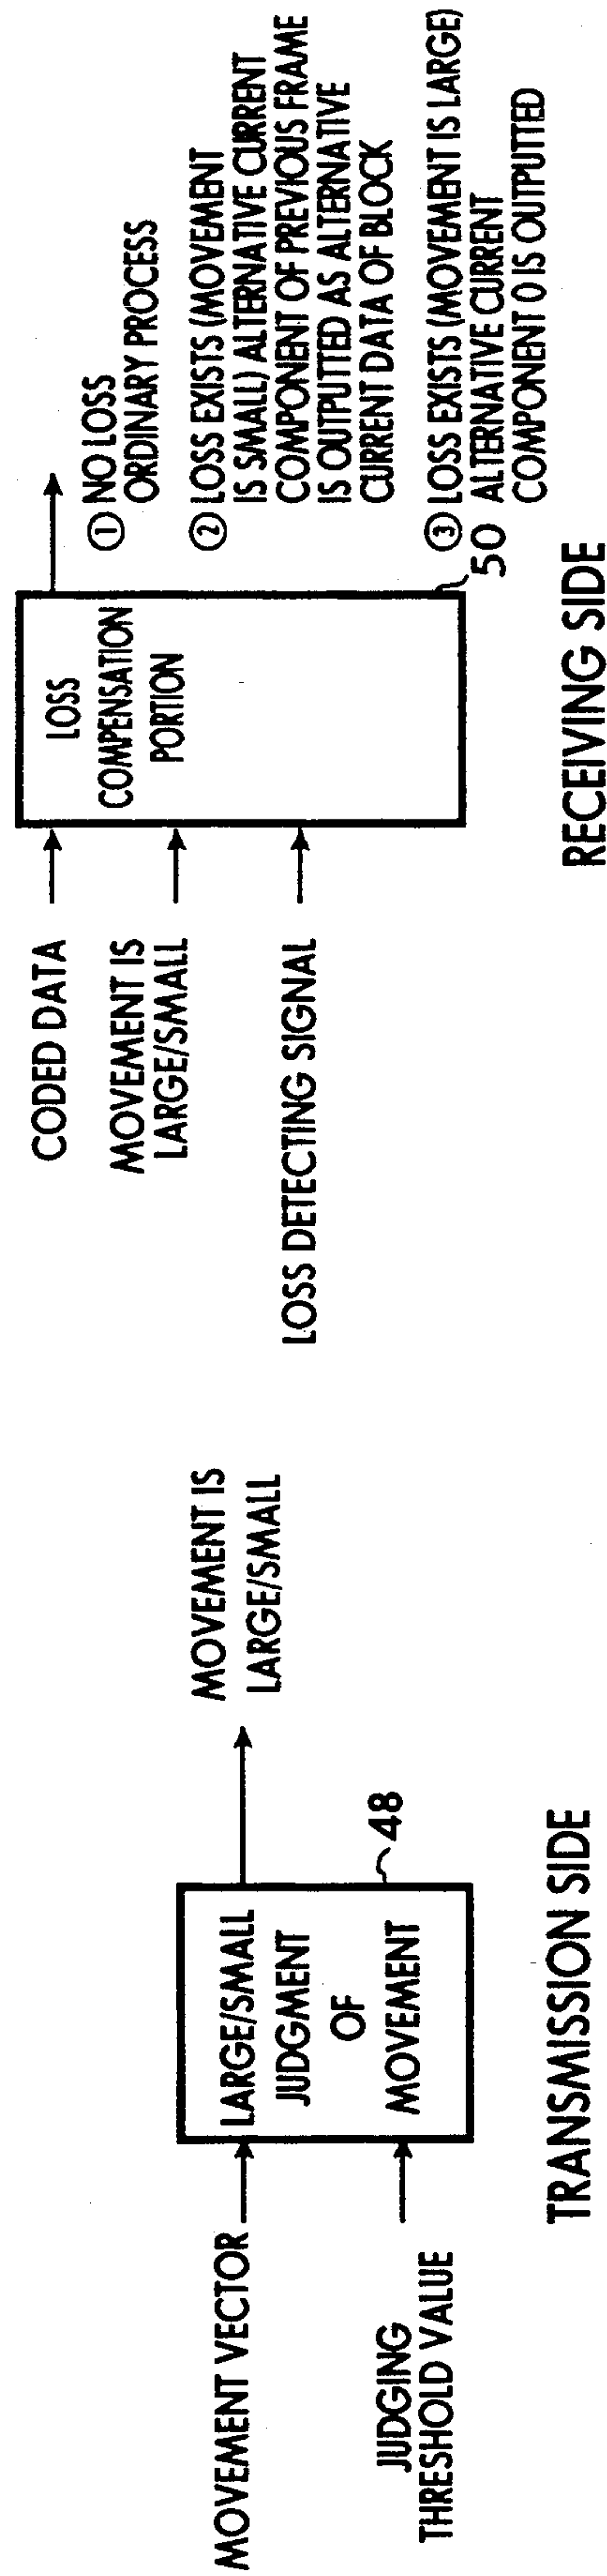 MOVEMENT VECTOR
JUDGING
THRESHOLD VALUE
LARGE/SMALL
JUDGMENT
OF
MOVEMENT
48
MOVEMENT IS
LARGE/SMALL
TRANSMISSION SIDE
CODED DATA
MOVEMENT IS
LARGE/SMALL
LOSS DETECTING SIGNAL
LOSS
COMPENSATION
PORTION
50
① NO LOSS
ORDINARY PROCESS
② LOSS EXISTS (MOVEMENT
IS SMALL) ALTERNATIVE CURRENT
COMPONENT OF PREVIOUS FRAME
IS OUTPUTTED AS ALTERNATIVE
CURRENT DATA OF BLOCK
③ LOSS EXISTS (MOVEMENT IS LARGE)
ALTERNATIVE CURRENT
COMPONENT 0 IS OUTPUTTED
RECEIVING SIDE